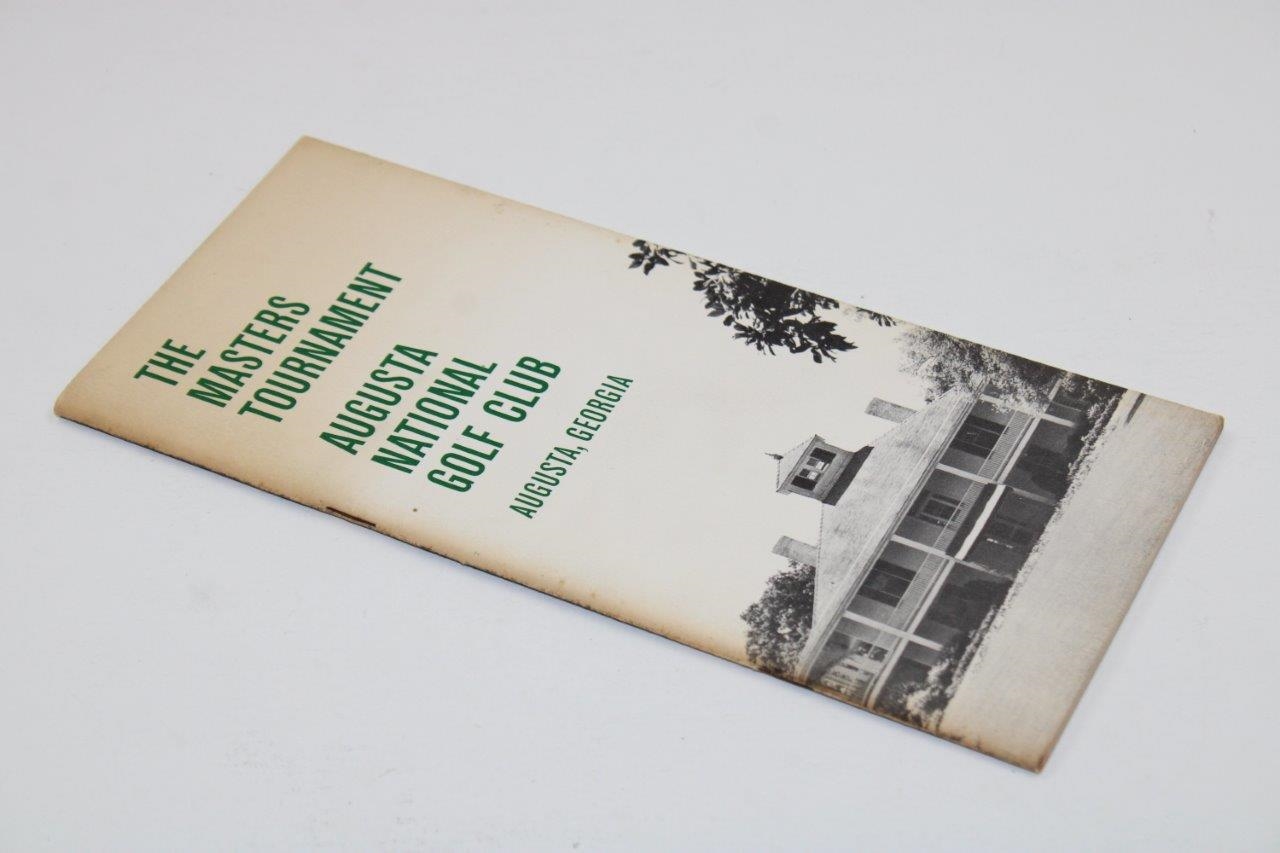 THE
MASTERS
TOURNAMENT
AUGUSTA
NATIONAL
GOLF CLUB
AUGUSTA, GEORGIA